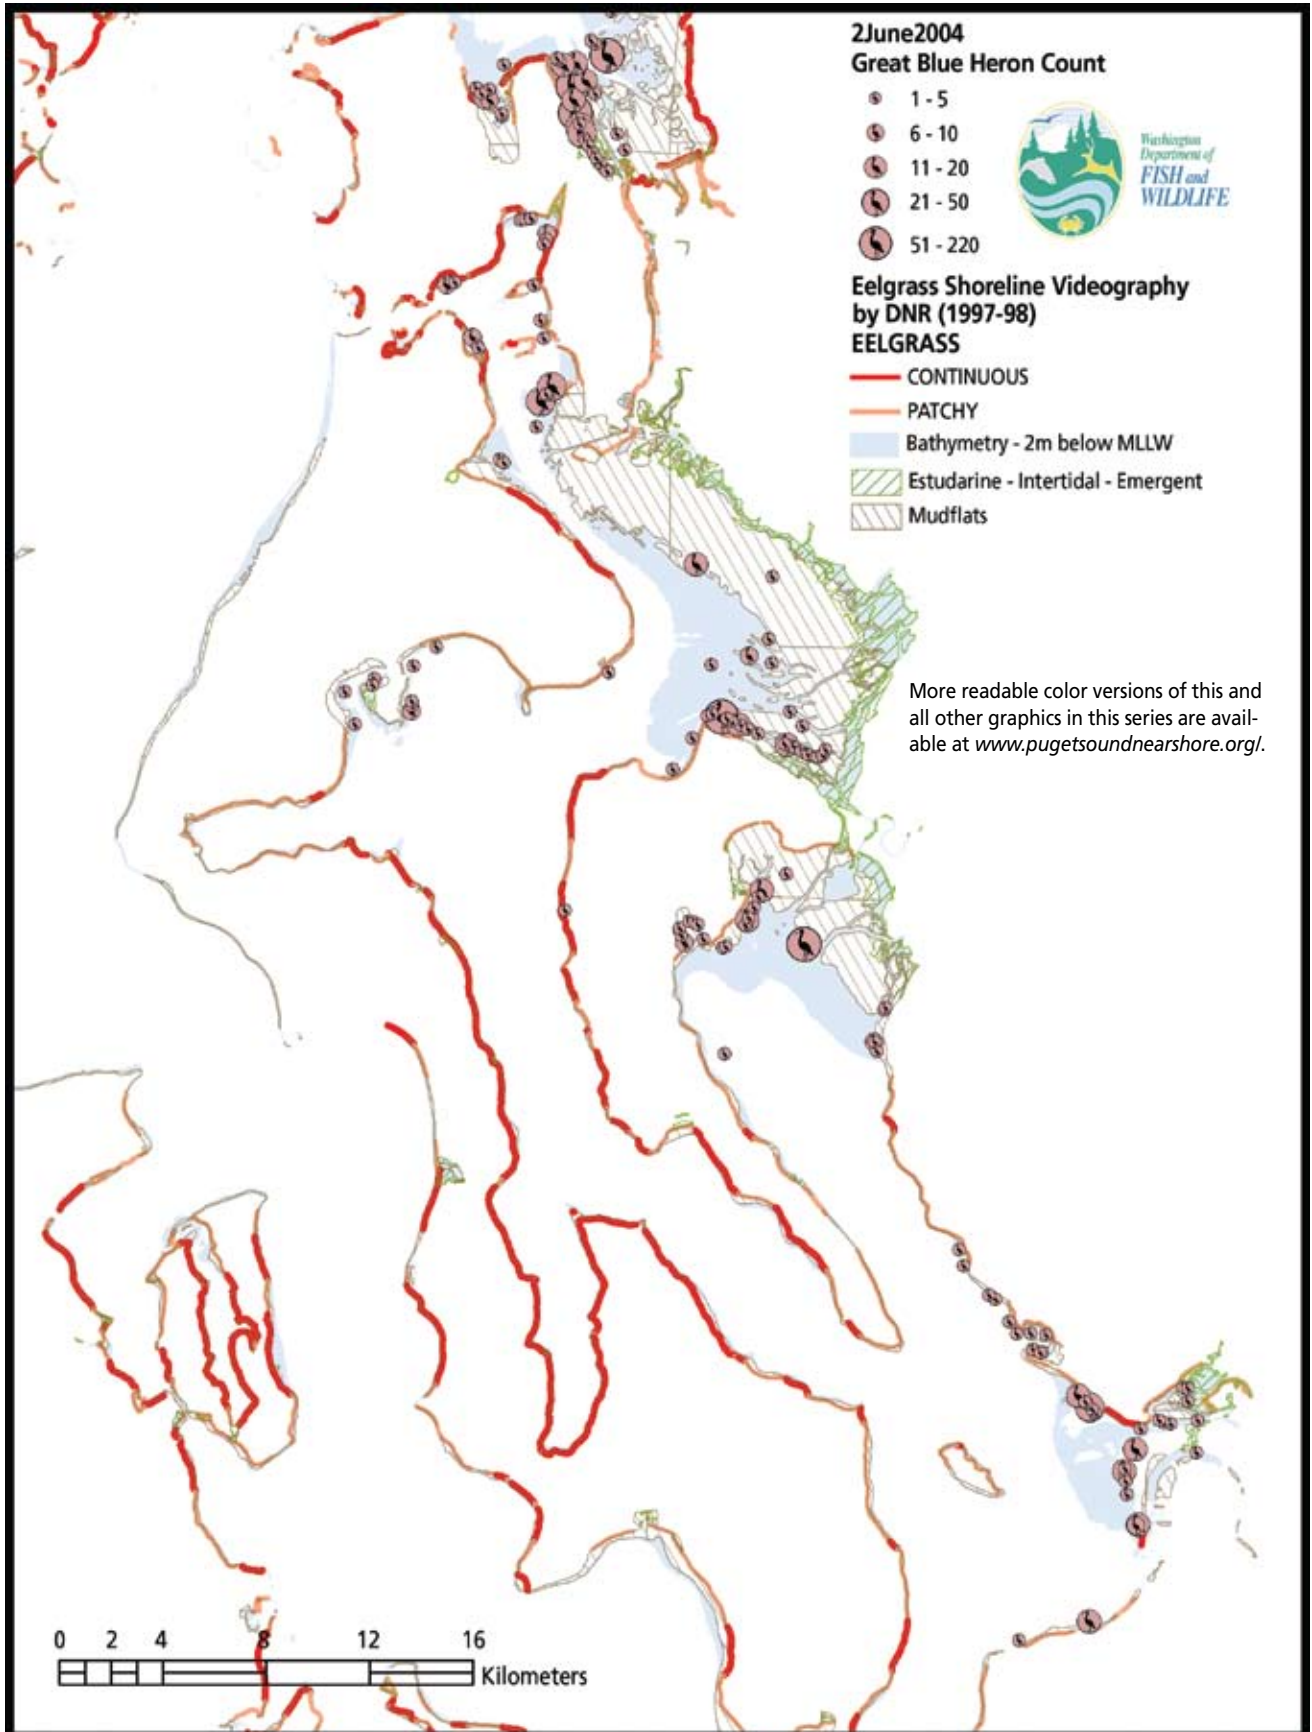 2June2004
Great Blue Heron Count
1 - 5
6 - 10
11 - 20
21 - 50
51 - 220
Washington
Department of
FISH and
WILDLIFE
Eelgrass Shoreline Videography
by DNR (1997-98)
EELGRASS
CONTINUOUS
PATCHY
Bathymetry - 2m below MLLW
Estudarine - Intertidal - Emergent
Mudflats
More readable color versions of this and
all other graphics in this series are avail-
able at www.pugetsoundnearshore.org/.
0 2 4 8 12 16
Kilometers